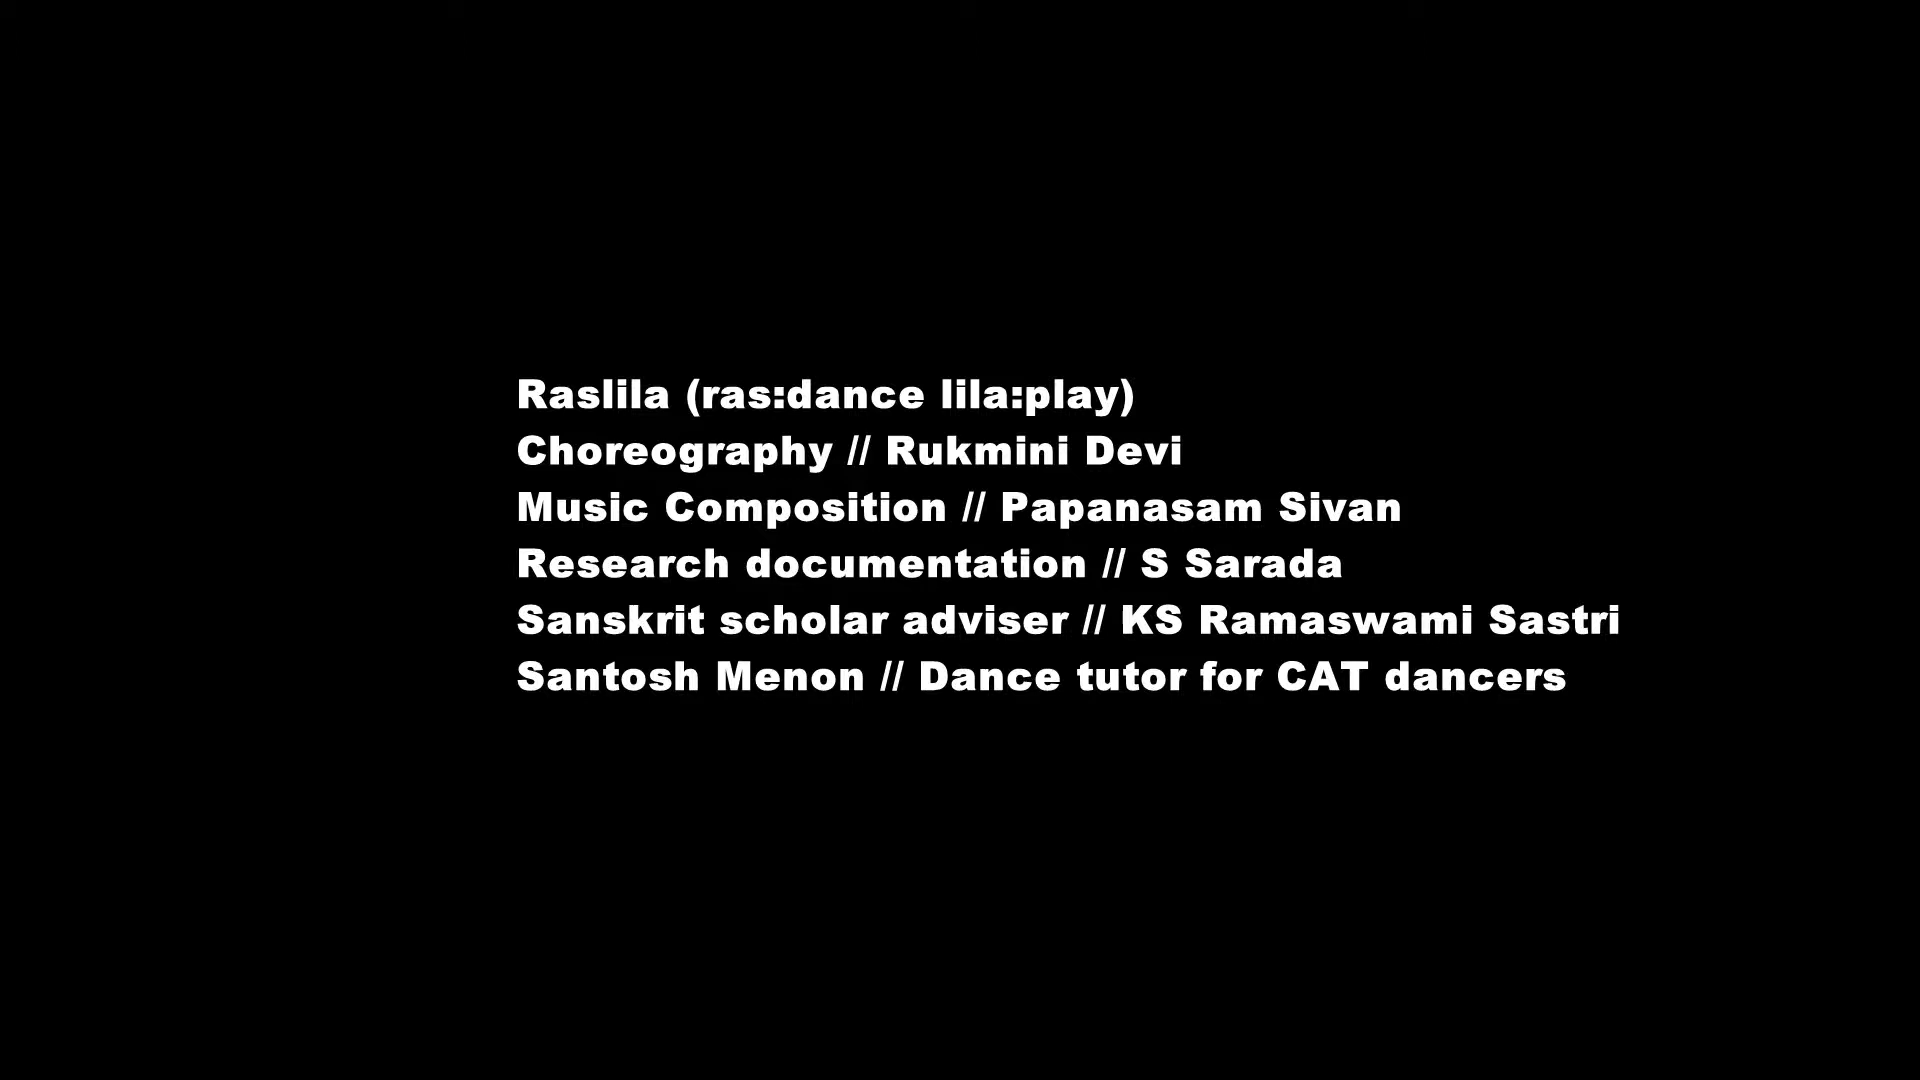 Raslila (ras:dance lila:play)
Choreography // Rukmini Devi
Music Composition // Papanasam Sivan
Research documentation // S Sarada
Sanskrit scholar adviser // KS Ramaswami Sastri
Santosh Menon // Dance tutor for CAT dancers